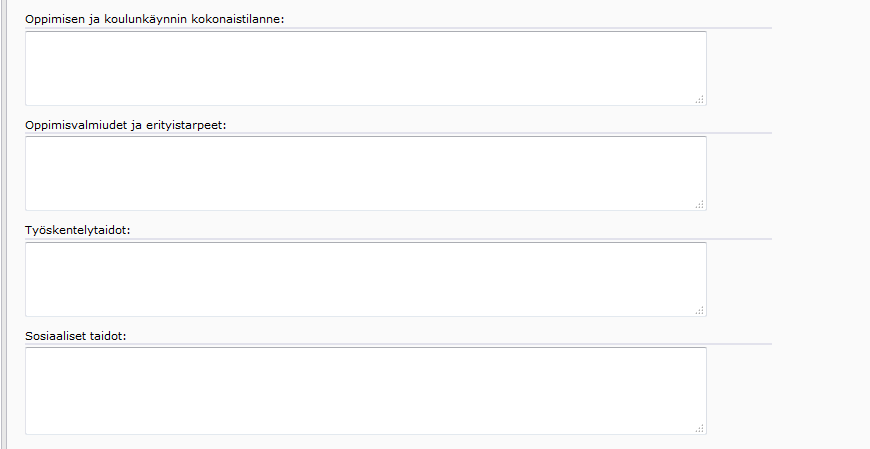 Oppimisen ja koulunkäynnin kokonaistilanne:
Oppimisvalmiudet ja erityistarpeet:
Työskentelytaidot:
Sosiaaliset taidot: